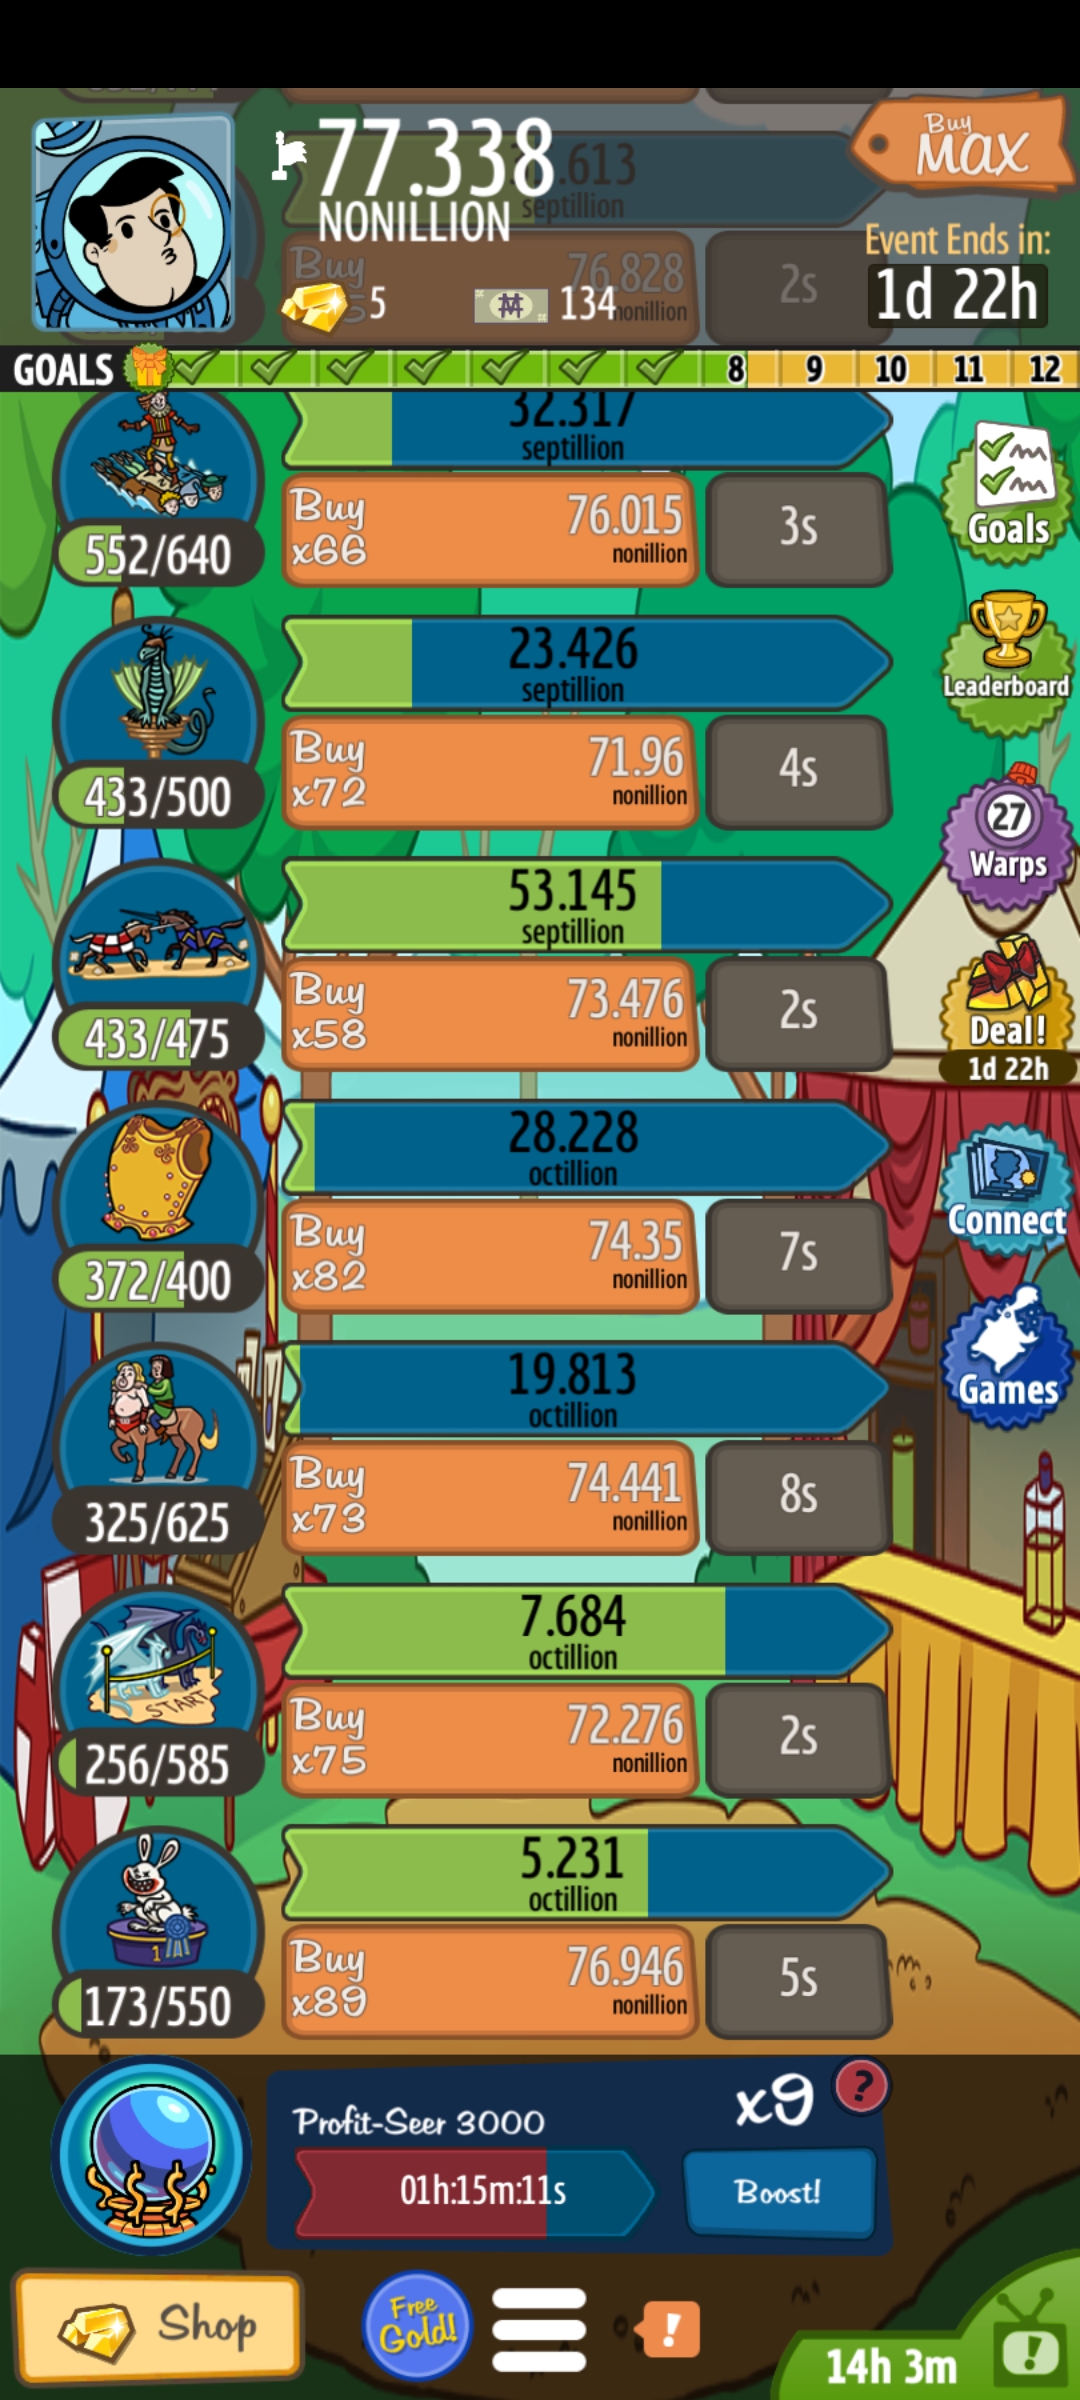 77.338
NONILLION
Buy
MAX
.613
septillion
Buy
76.828
nonillion
2s
5
134
Event Ends in:
1d 22h
GOALS
8 9 10 11 12
32.317
septillion
552/640
Buy
x66
76.015
nonillion
3s
Goals
23.426
septillion
433/500
Buy
x72
71.96
nonillion
4s
Leaderboard
53.145
septillion
433/475
Buy
x58
73.476
nonillion
2s
27
Warps
Deal!
1d 22h
28.228
octillion
372/400
Buy
x82
74.35
nonillion
7s
Connect
19.813
octillion
325/625
Buy
x73
74.441
nonillion
8s
Games
7.684
octillion
START
256/585
Buy
x75
72.276
nonillion
2s
5.231
octillion
1
173/550
Buy
x89
76.946
nonillion
5s
Profit-Seer 3000
x9
?
01h:15m:11s
Boost!
Shop
Free
Gold!
!
14h 3m
!